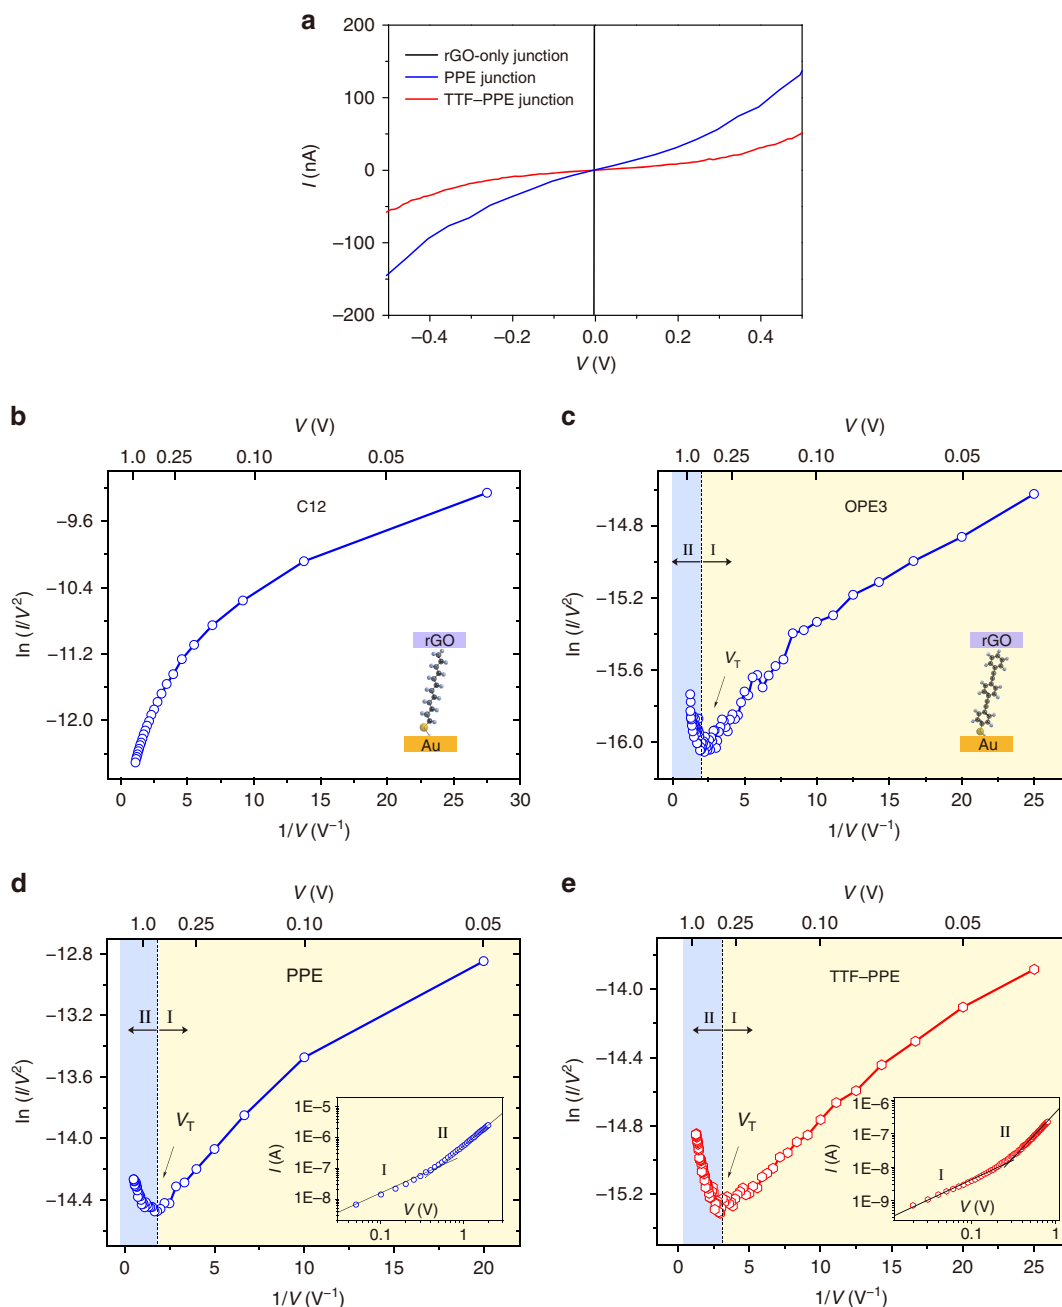 a
200
100
0
−100
−200
I (nA)
rGO-only junction
PPE junction
TTF–PPE junction
−0.4
−0.2
0.0
0.2
0.4
V (V)
b
V (V)
1.0
0.25
0.10
0.05
C12
−9.6
−10.4
−11.2
−12.0
ln (I/V²)
rGO
Au
0
5
10
15
20
25
30
1/V (V⁻¹)
c
V (V)
1.0
0.25
0.10
0.05
OPE3
−14.8
−15.2
−15.6
−16.0
ln (I/V²)
II
I
V_T
rGO
Au
0
5
10
15
20
25
1/V (V⁻¹)
d
V (V)
1.0
0.25
0.10
0.05
PPE
−12.8
−13.2
−13.6
−14.0
−14.4
ln (I/V²)
II
I
V_T
1E–5
1E–6
1E–7
1E–8
I (A)
I
II
V (V)
0.1
1
0
5
10
15
20
1/V (V⁻¹)
e
V (V)
1.0
0.25
0.10
0.05
TTF–PPE
−14.0
−14.4
−14.8
−15.2
ln (I/V²)
II
I
V_T
1E–6
1E–7
1E–8
1E–9
I (A)
I
II
V (V)
0.1
1
0
5
10
15
20
25
1/V (V⁻¹)